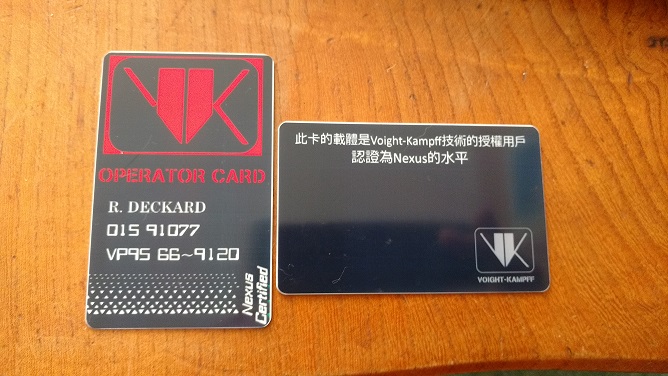 VK
OPERATOR CARD
R. DECKARD
015 91077
VP95 66~9120
Nexus
Certified
此卡的載體是Voight-Kampff技術的授權用戶
認證為Nexus的水平
VK
VOIGHT-KAMPFF